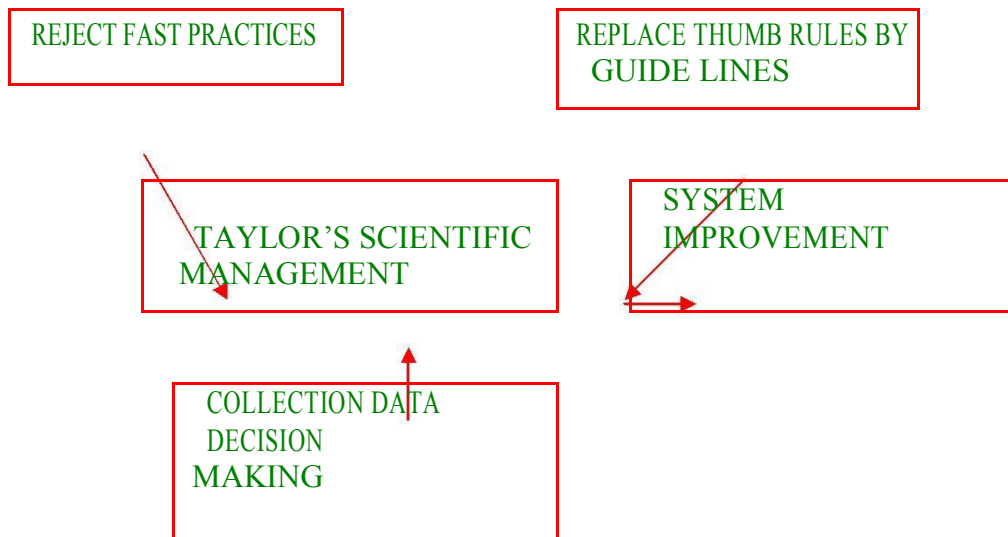 REJECT FAST PRACTICES
REPLACE THUMB RULES BY
GUIDE LINES
TAYLOR’S SCIENTIFIC
MANAGEMENT
SYSTEM
IMPROVEMENT
COLLECTION DATA
DECISION
MAKING